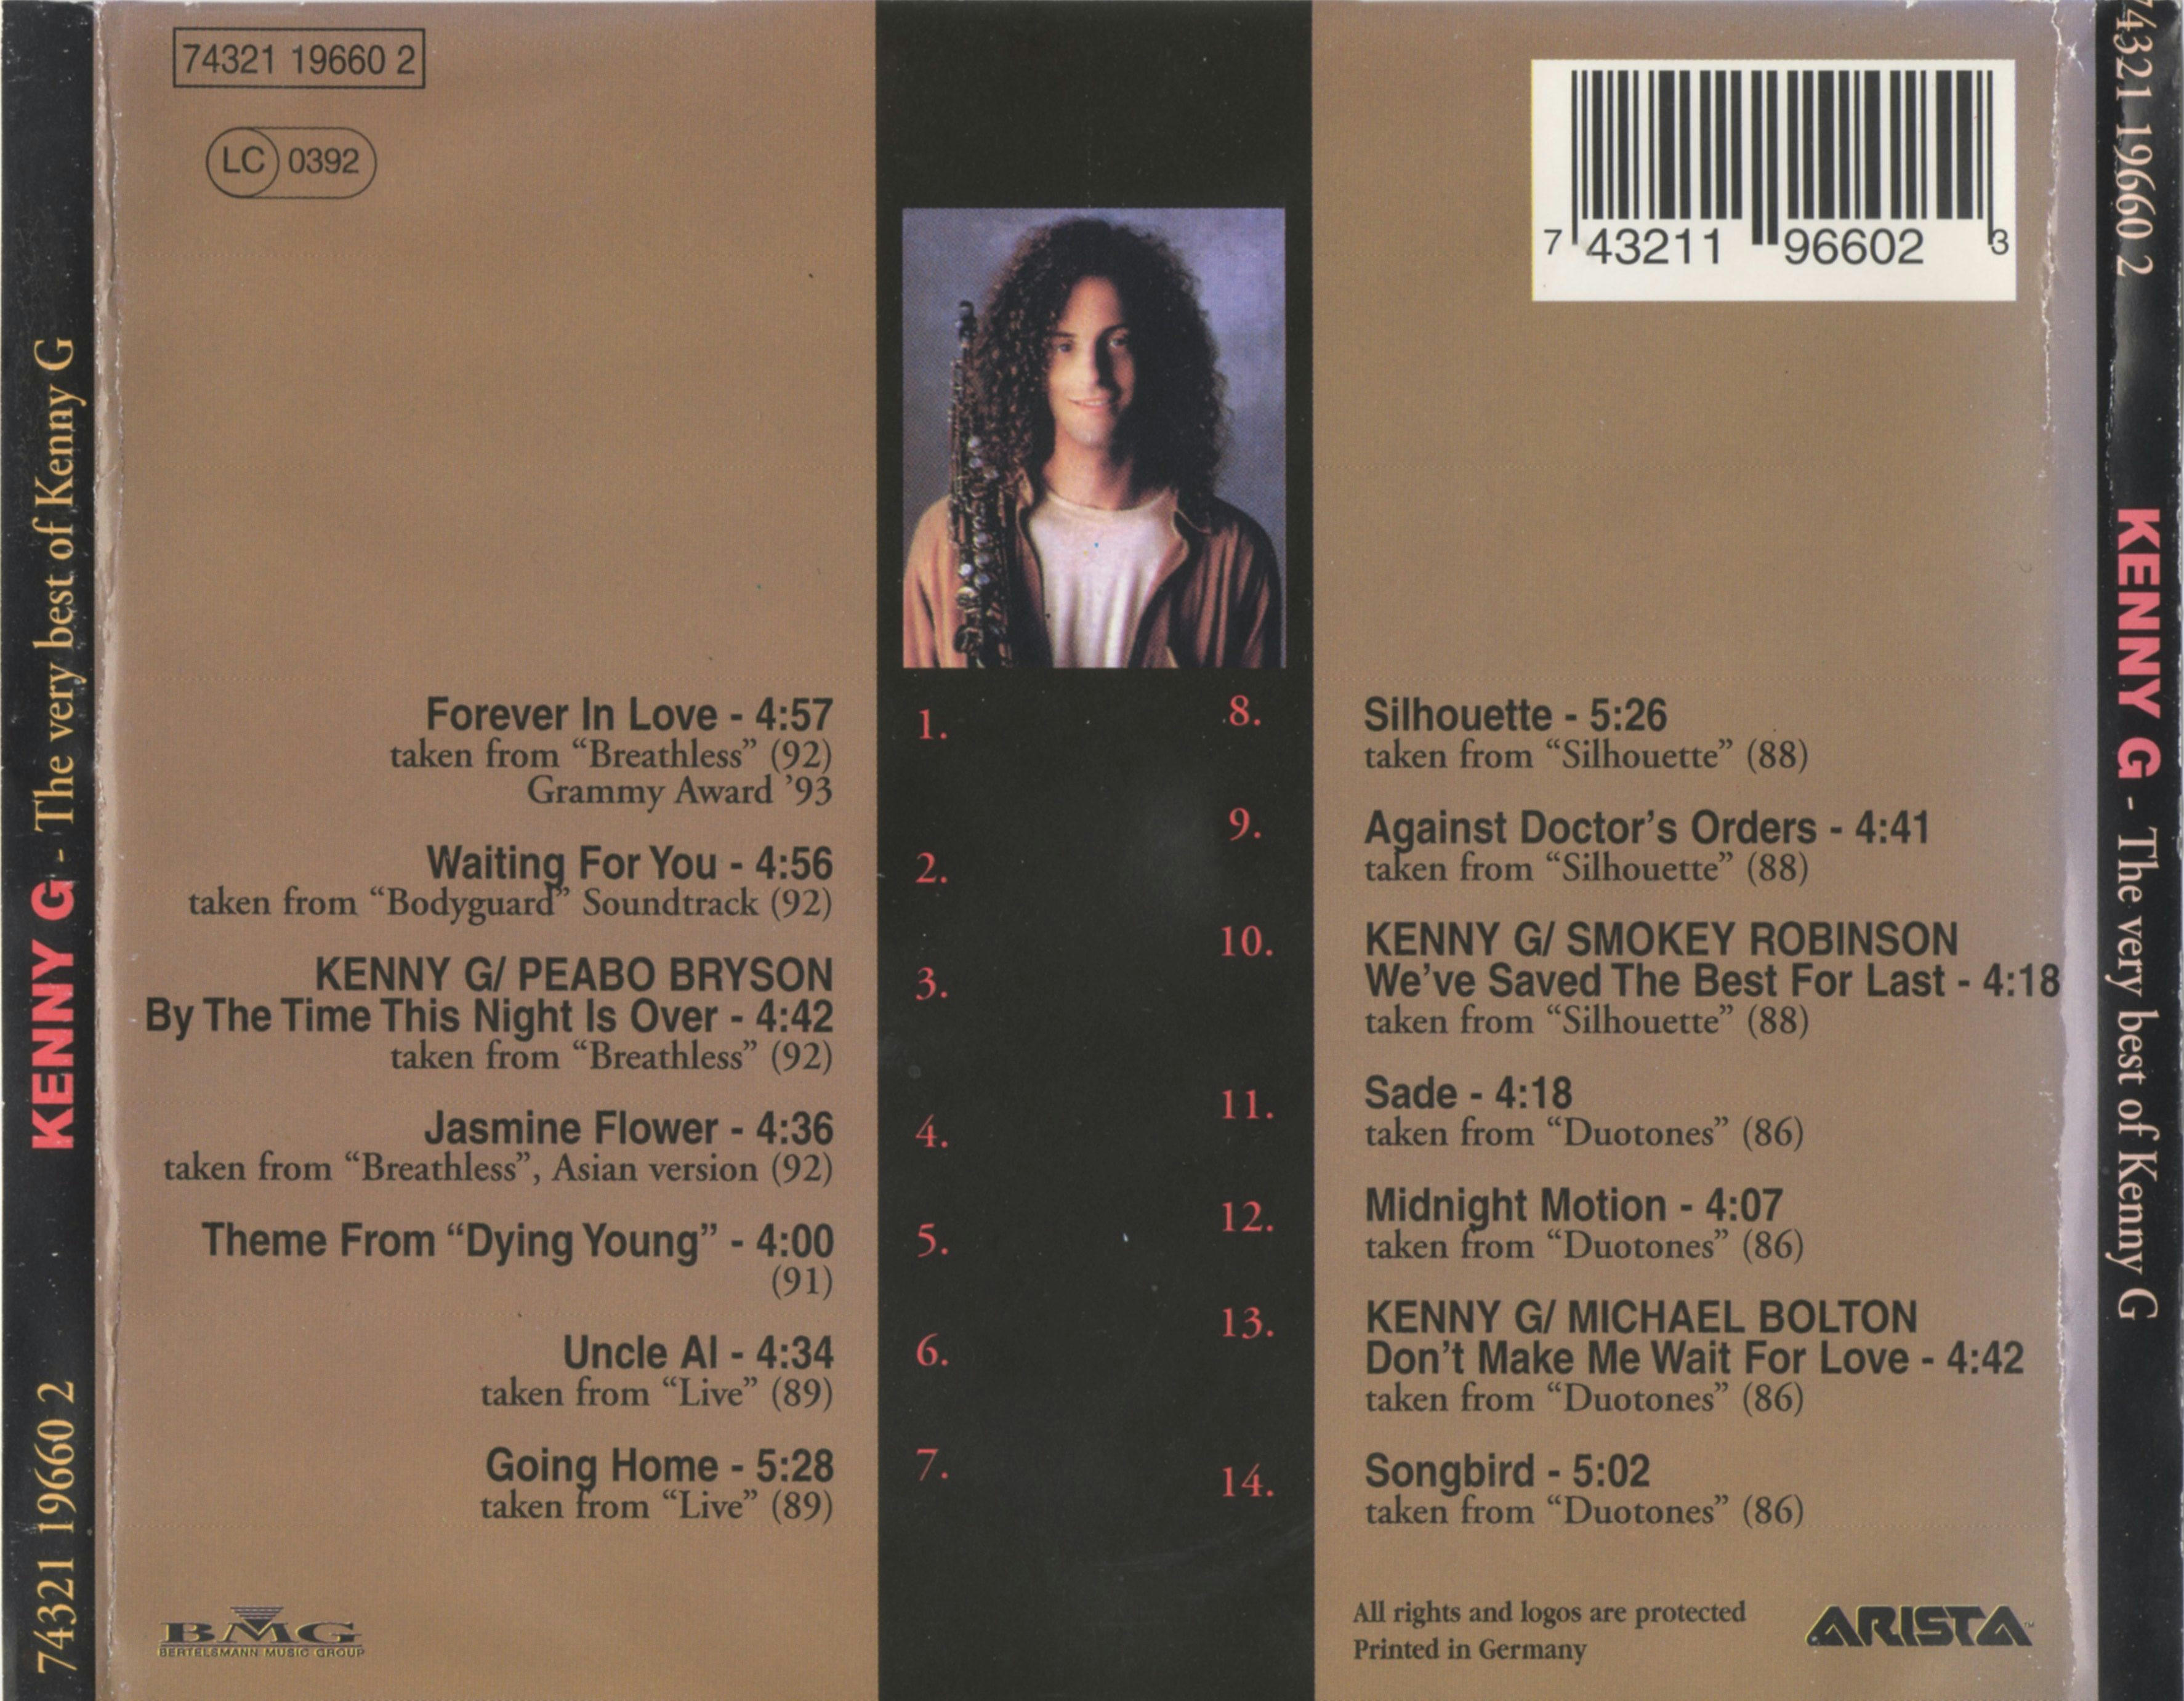 74321 19660 2
LC 0392
7 43211 96602 3
KENNY G - The very best of Kenny G
74321 19660 2
Forever In Love - 4:57
taken from “Breathless” (92)
Grammy Award ’93
1.
Waiting For You - 4:56
taken from “Bodyguard” Soundtrack (92)
2.
KENNY G/ PEABO BRYSON
By The Time This Night Is Over - 4:42
taken from “Breathless” (92)
3.
Jasmine Flower - 4:36
taken from “Breathless”, Asian version (92)
4.
Theme From “Dying Young” - 4:00
(91)
5.
Uncle Al - 4:34
taken from “Live” (89)
6.
Going Home - 5:28
taken from “Live” (89)
7.
8.
Silhouette - 5:26
taken from “Silhouette” (88)
9.
Against Doctor’s Orders - 4:41
taken from “Silhouette” (88)
10.
KENNY G/ SMOKEY ROBINSON
We’ve Saved The Best For Last - 4:18
taken from “Silhouette” (88)
11.
Sade - 4:18
taken from “Duotones” (86)
12.
Midnight Motion - 4:07
taken from “Duotones” (86)
13.
KENNY G/ MICHAEL BOLTON
Don’t Make Me Wait For Love - 4:42
taken from “Duotones” (86)
14.
Songbird - 5:02
taken from “Duotones” (86)
BMG
BERTELSMANN MUSIC GROUP
All rights and logos are protected
Printed in Germany
ARISTA™
74321 19660 2
KENNY G - The very best of Kenny G